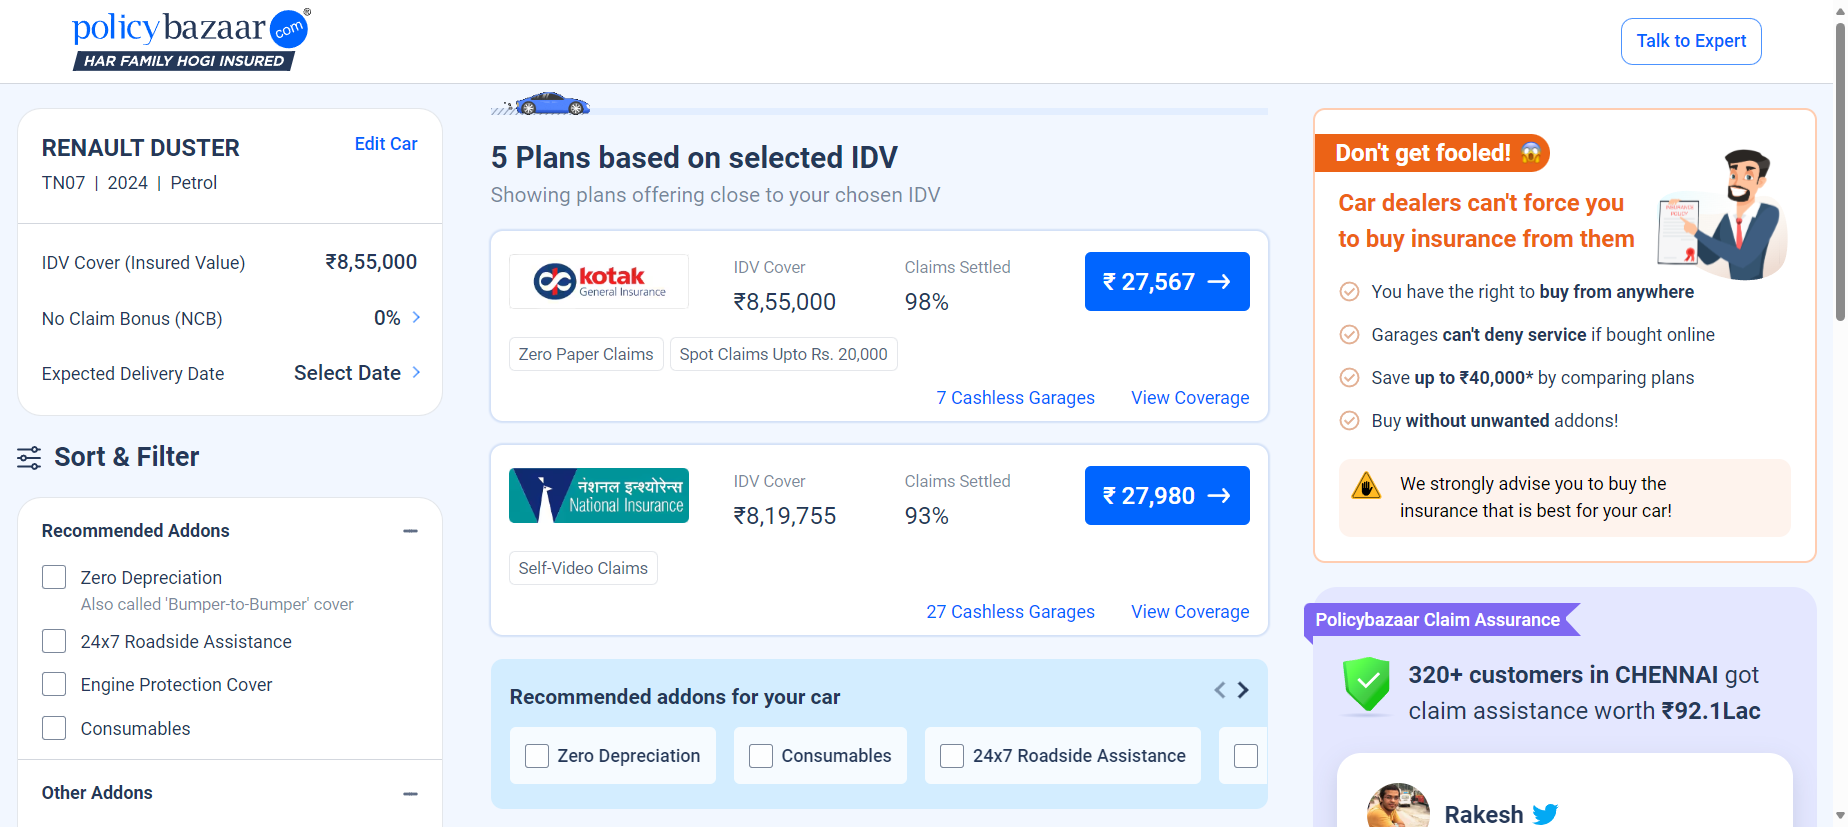 policybazaar com ®
HAR FAMILY HOGI INSURED
Talk to Expert
RENAULT DUSTER
Edit Car
TN07 | 2024 | Petrol
IDV Cover (Insured Value)
₹8,55,000
No Claim Bonus (NCB)
0%
Expected Delivery Date
Select Date
Sort & Filter
Recommended Addons
Zero Depreciation
Also called 'Bumper-to-Bumper' cover
24x7 Roadside Assistance
Engine Protection Cover
Consumables
Other Addons
5 Plans based on selected IDV
Showing plans offering close to your chosen IDV
kotak
General Insurance
IDV Cover
₹8,55,000
Claims Settled
98%
₹ 27,567 →
Zero Paper Claims
Spot Claims Upto Rs. 20,000
7 Cashless Garages
View Coverage
नेशनल इन्श्योरेन्स
National Insurance
IDV Cover
₹8,19,755
Claims Settled
93%
₹ 27,980 →
Self-Video Claims
27 Cashless Garages
View Coverage
Recommended addons for your car
Zero Depreciation
Consumables
24x7 Roadside Assistance
Don't get fooled! 😱
Car dealers can't force you
to buy insurance from them
INSURANCE
POLICY
You have the right to buy from anywhere
Garages can't deny service if bought online
Save up to ₹40,000* by comparing plans
Buy without unwanted addons!
We strongly advise you to buy the
insurance that is best for your car!
Policybazaar Claim Assurance
320+ customers in CHENNAI got
claim assistance worth ₹92.1Lac
Rakesh